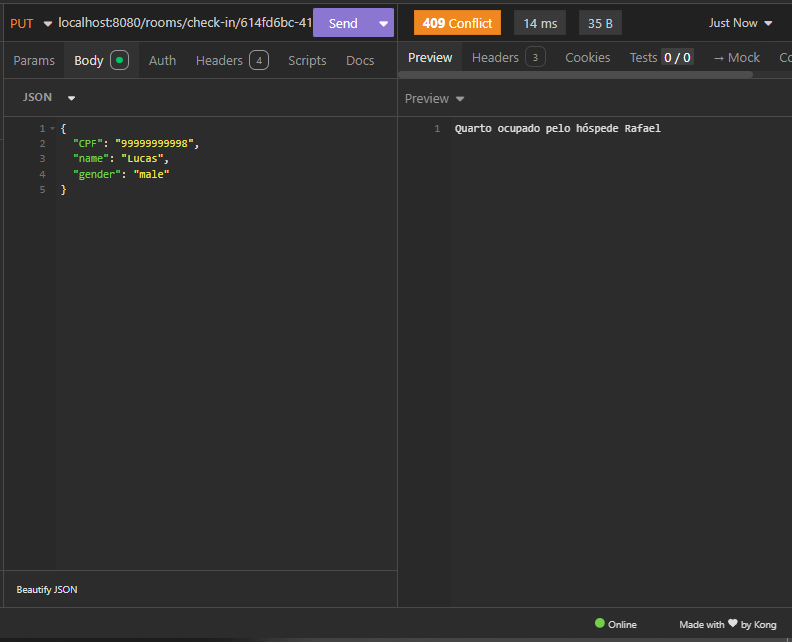 PUT localhost:8080/rooms/check-in/614fd6bc-41 Send
409 Conflict 14 ms 35 B Just Now
Params Body Auth Headers 4 Scripts Docs
Preview Headers 3 Cookies Tests 0 / 0 → Mock Co
JSON
Preview
1 {
2 "CPF": "99999999998",
3 "name": "Lucas",
4 "gender": "male"
5 }
1 Quarto ocupado pelo hóspede Rafael
Beautify JSON
Online Made with ❤ by Kong